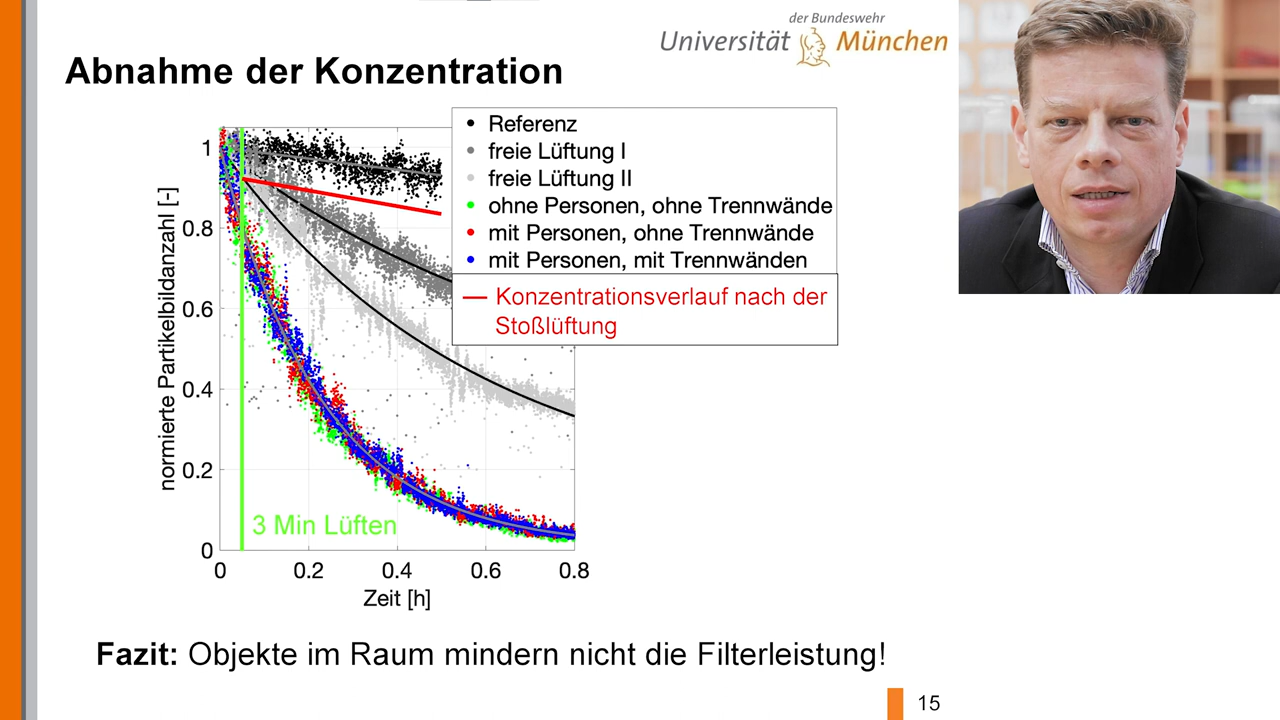 der Bundeswehr
Universität München
Abnahme der Konzentration
Referenz
freie Lüftung I
freie Lüftung II
ohne Personen, ohne Trennwände
mit Personen, ohne Trennwände
mit Personen, mit Trennwänden
Konzentrationsverlauf nach der
Stoßlüftung
normierte Partikelbildanzahl [-]
1
0.8
0.6
0.4
0.2
0
3 Min Lüften
0 0.2 0.4 0.6 0.8
Zeit [h]
Fazit: Objekte im Raum mindern nicht die Filterleistung!
15